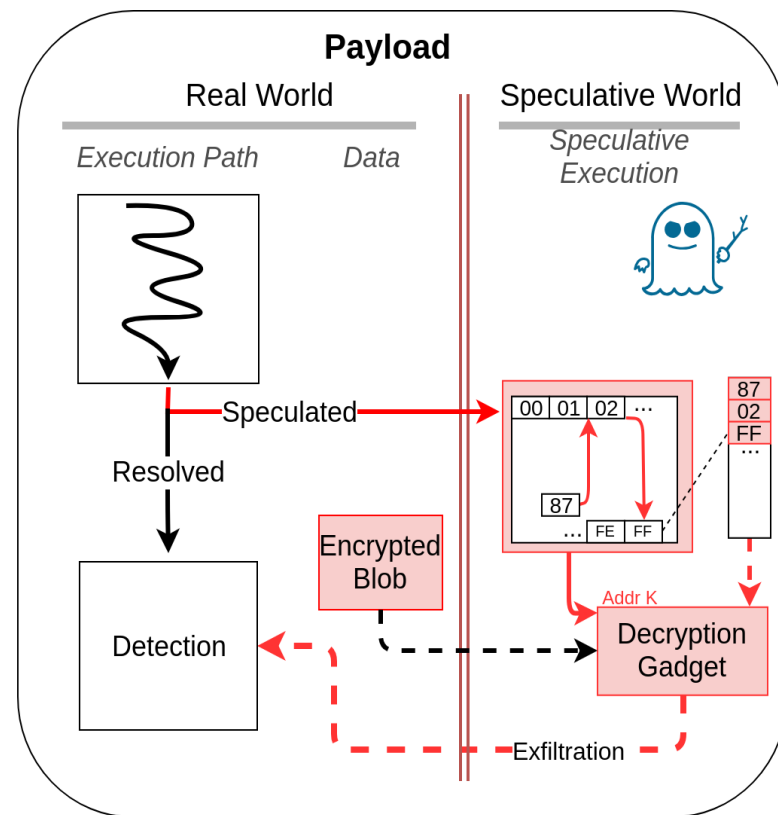 Payload
Real World
Speculative World
Execution Path
Data
Speculative
Execution
Speculated
Resolved
00 01 02 ...
87
... FE FF
87
02
FF
...
Encrypted
Blob
Addr K
Detection
Decryption
Gadget
Exfiltration